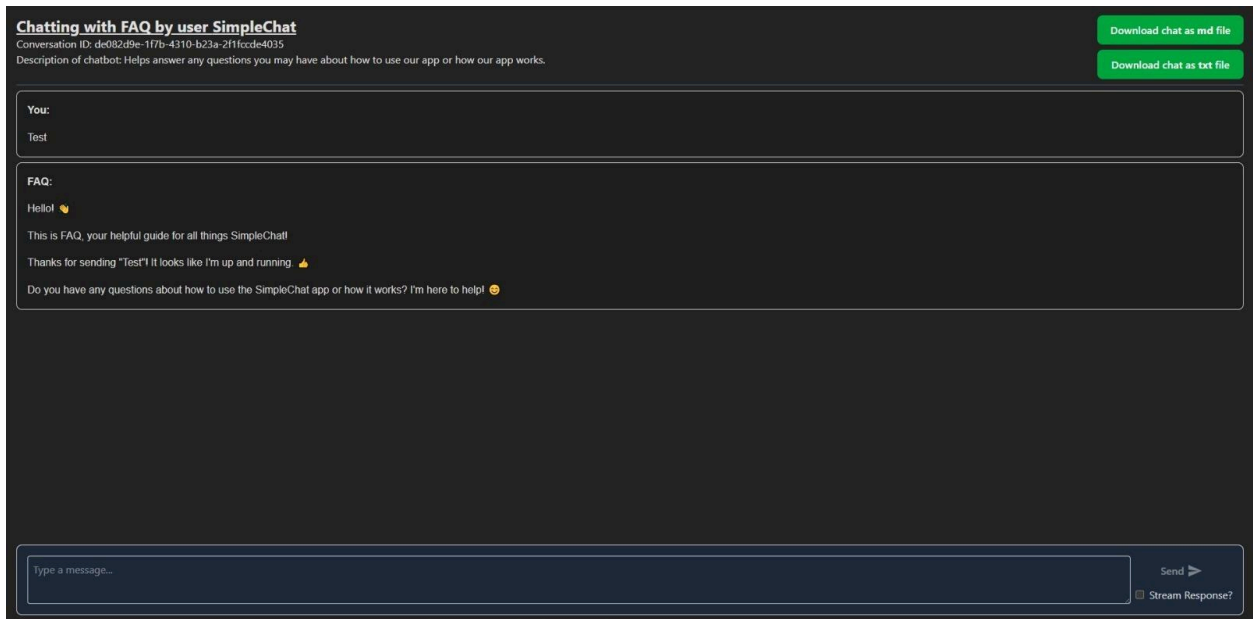 Chatting with FAQ by user SimpleChat
Conversation ID: de082d9e-1f7b-4310-b23a-2f1fccde4035
Description of chatbot: Helps answer any questions you may have about how to use our app or how our app works.
Download chat as md file
Download chat as txt file
You:
Test
FAQ:
Hello! 👋
This is FAQ, your helpful guide for all things SimpleChat!
Thanks for sending "Test"! It looks like I'm up and running. 👍
Do you have any questions about how to use the SimpleChat app or how it works? I'm here to help! 😊
Type a message...
Send
Stream Response?